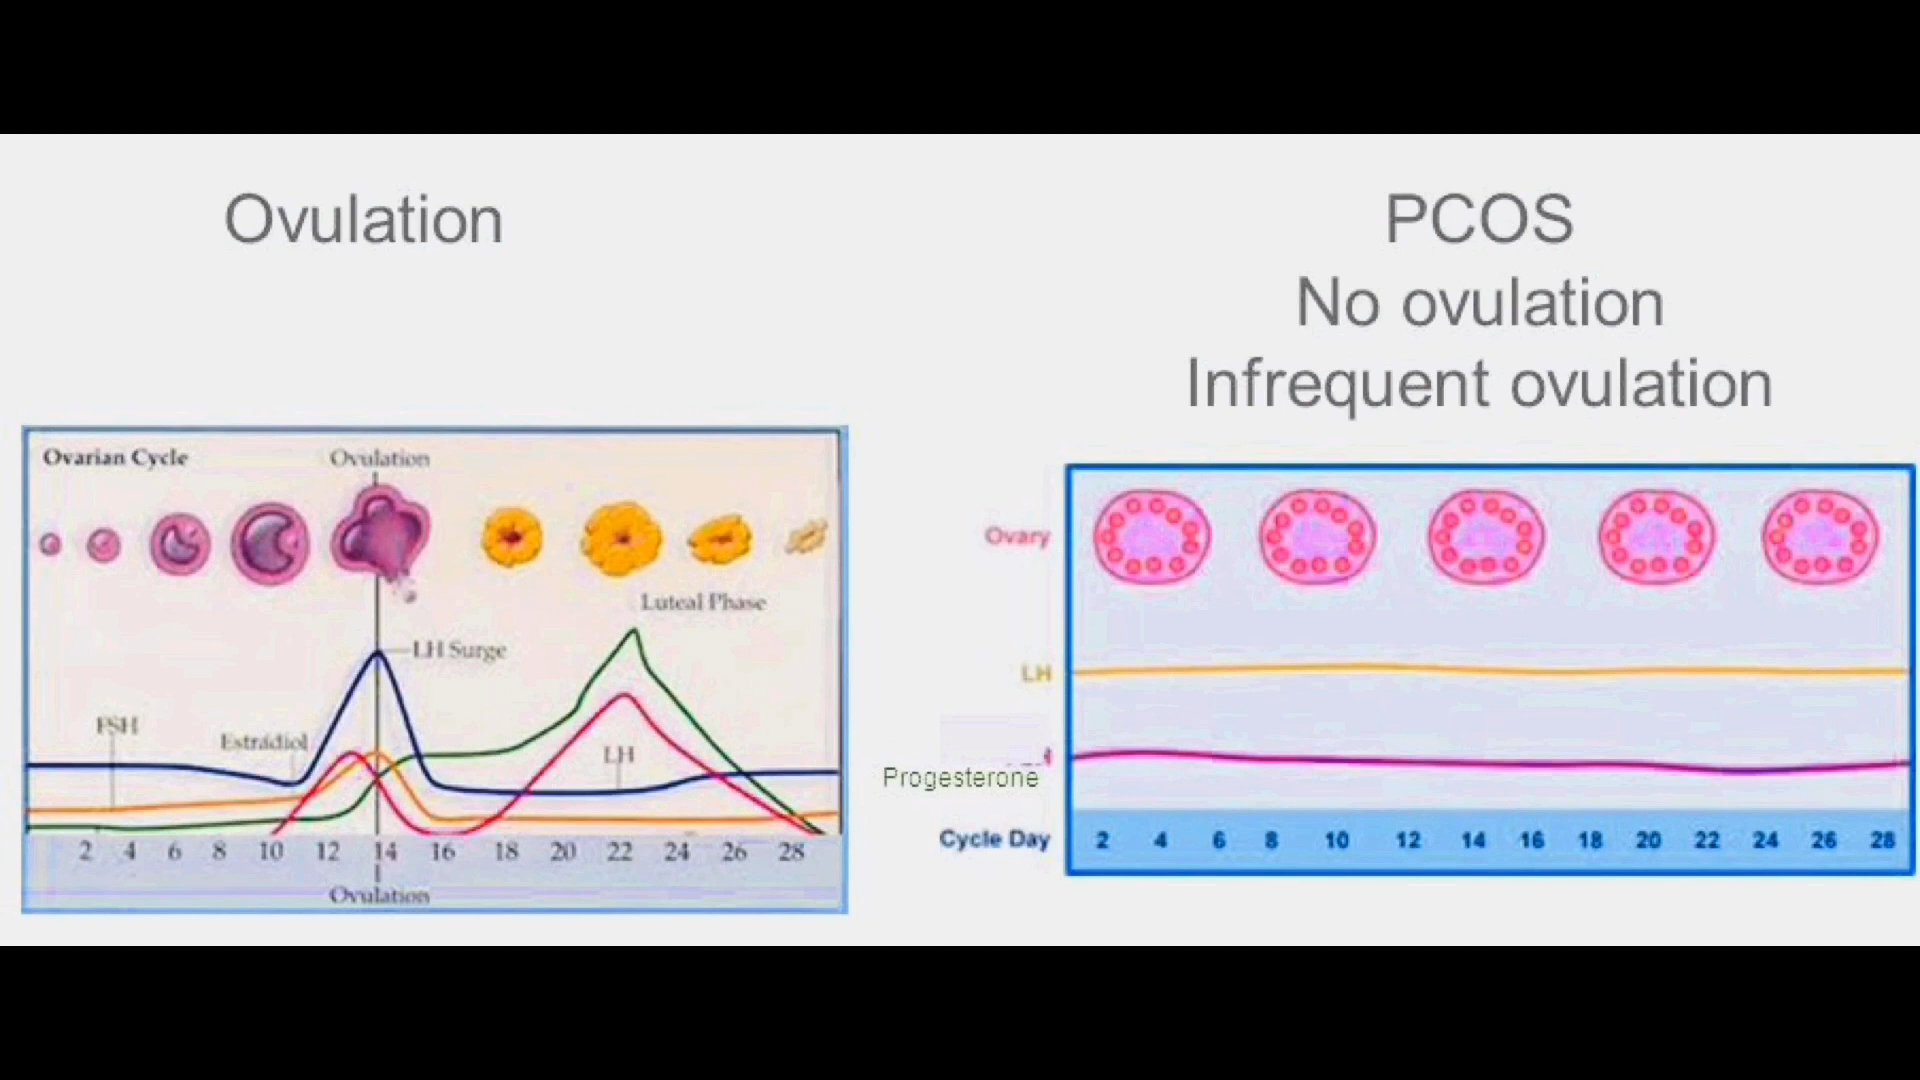 Ovulation
PCOS
No ovulation
Infrequent ovulation
Ovarian Cycle
Ovulation
Luteal Phase
LH Surge
FSH
Estradiol
LH
2 4 6 8 10 12 14 16 18 20 22 24 26 28
Ovulation
Ovary
LH
Progesterone
Cycle Day 2 4 6 8 10 12 14 16 18 20 22 24 26 28